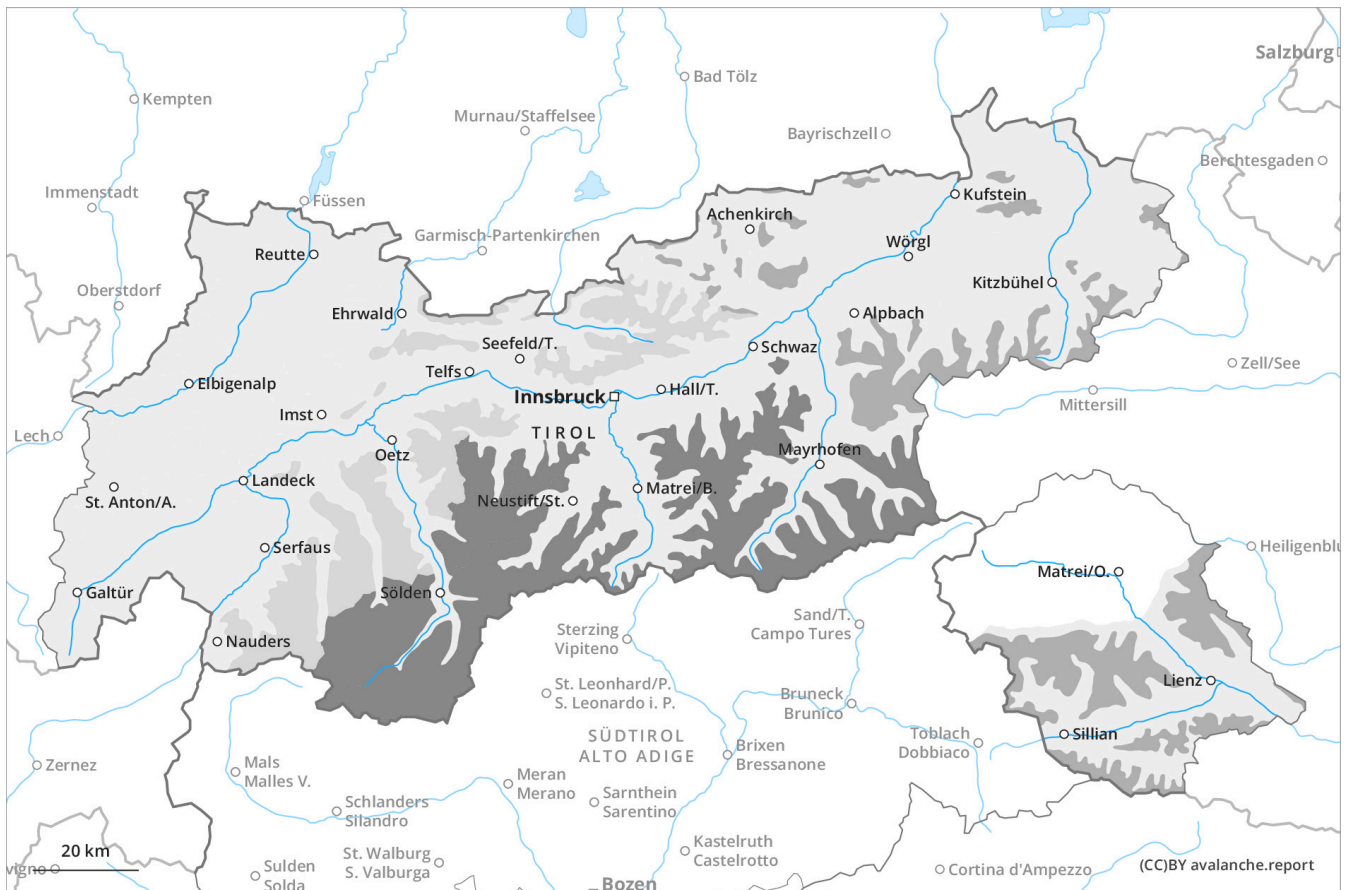 Salzburg
Bad Tölz
Kempten
Murnau/Staffelsee
Bayrischzell
Berchtesgaden
Immenstadt
Füssen
Kufstein
Achenkirch
Garmisch-Partenkirchen
Wörgl
Reutte
Oberstdorf
Kitzbühel
Ehrwald
Alpbach
Seefeld/T.
Schwaz
Zell/See
Telfs
Elbigenalp
Hall/T.
Innsbruck
Mittersill
Imst
TIROL
Lech
Oetz
Mayrhofen
Landeck
Matrei/B.
St. Anton/A.
Neustift/St.
Serfaus
Heiligenblu
Matrei/O.
Galtür
Sölden
Sand/T.
Campo Tures
Sterzing
Vipiteno
Nauders
Lienz
St. Leonhard/P.
S. Leonardo i. P.
Bruneck
Brunico
Sillian
Toblach
Dobbiaco
SÜDTIROL
ALTO ADIGE
Brixen
Bressanone
Zernez
Mals
Malles V.
Meran
Merano
Sarnthein
Sarentino
Schlanders
Silandro
Kastelruth
Castelrotto
20 km
St. Walburg
S. Valburga
(CC)BY avalanche.report
vigno
Sulden
Solda
Cortina d'Ampezzo
Bozen